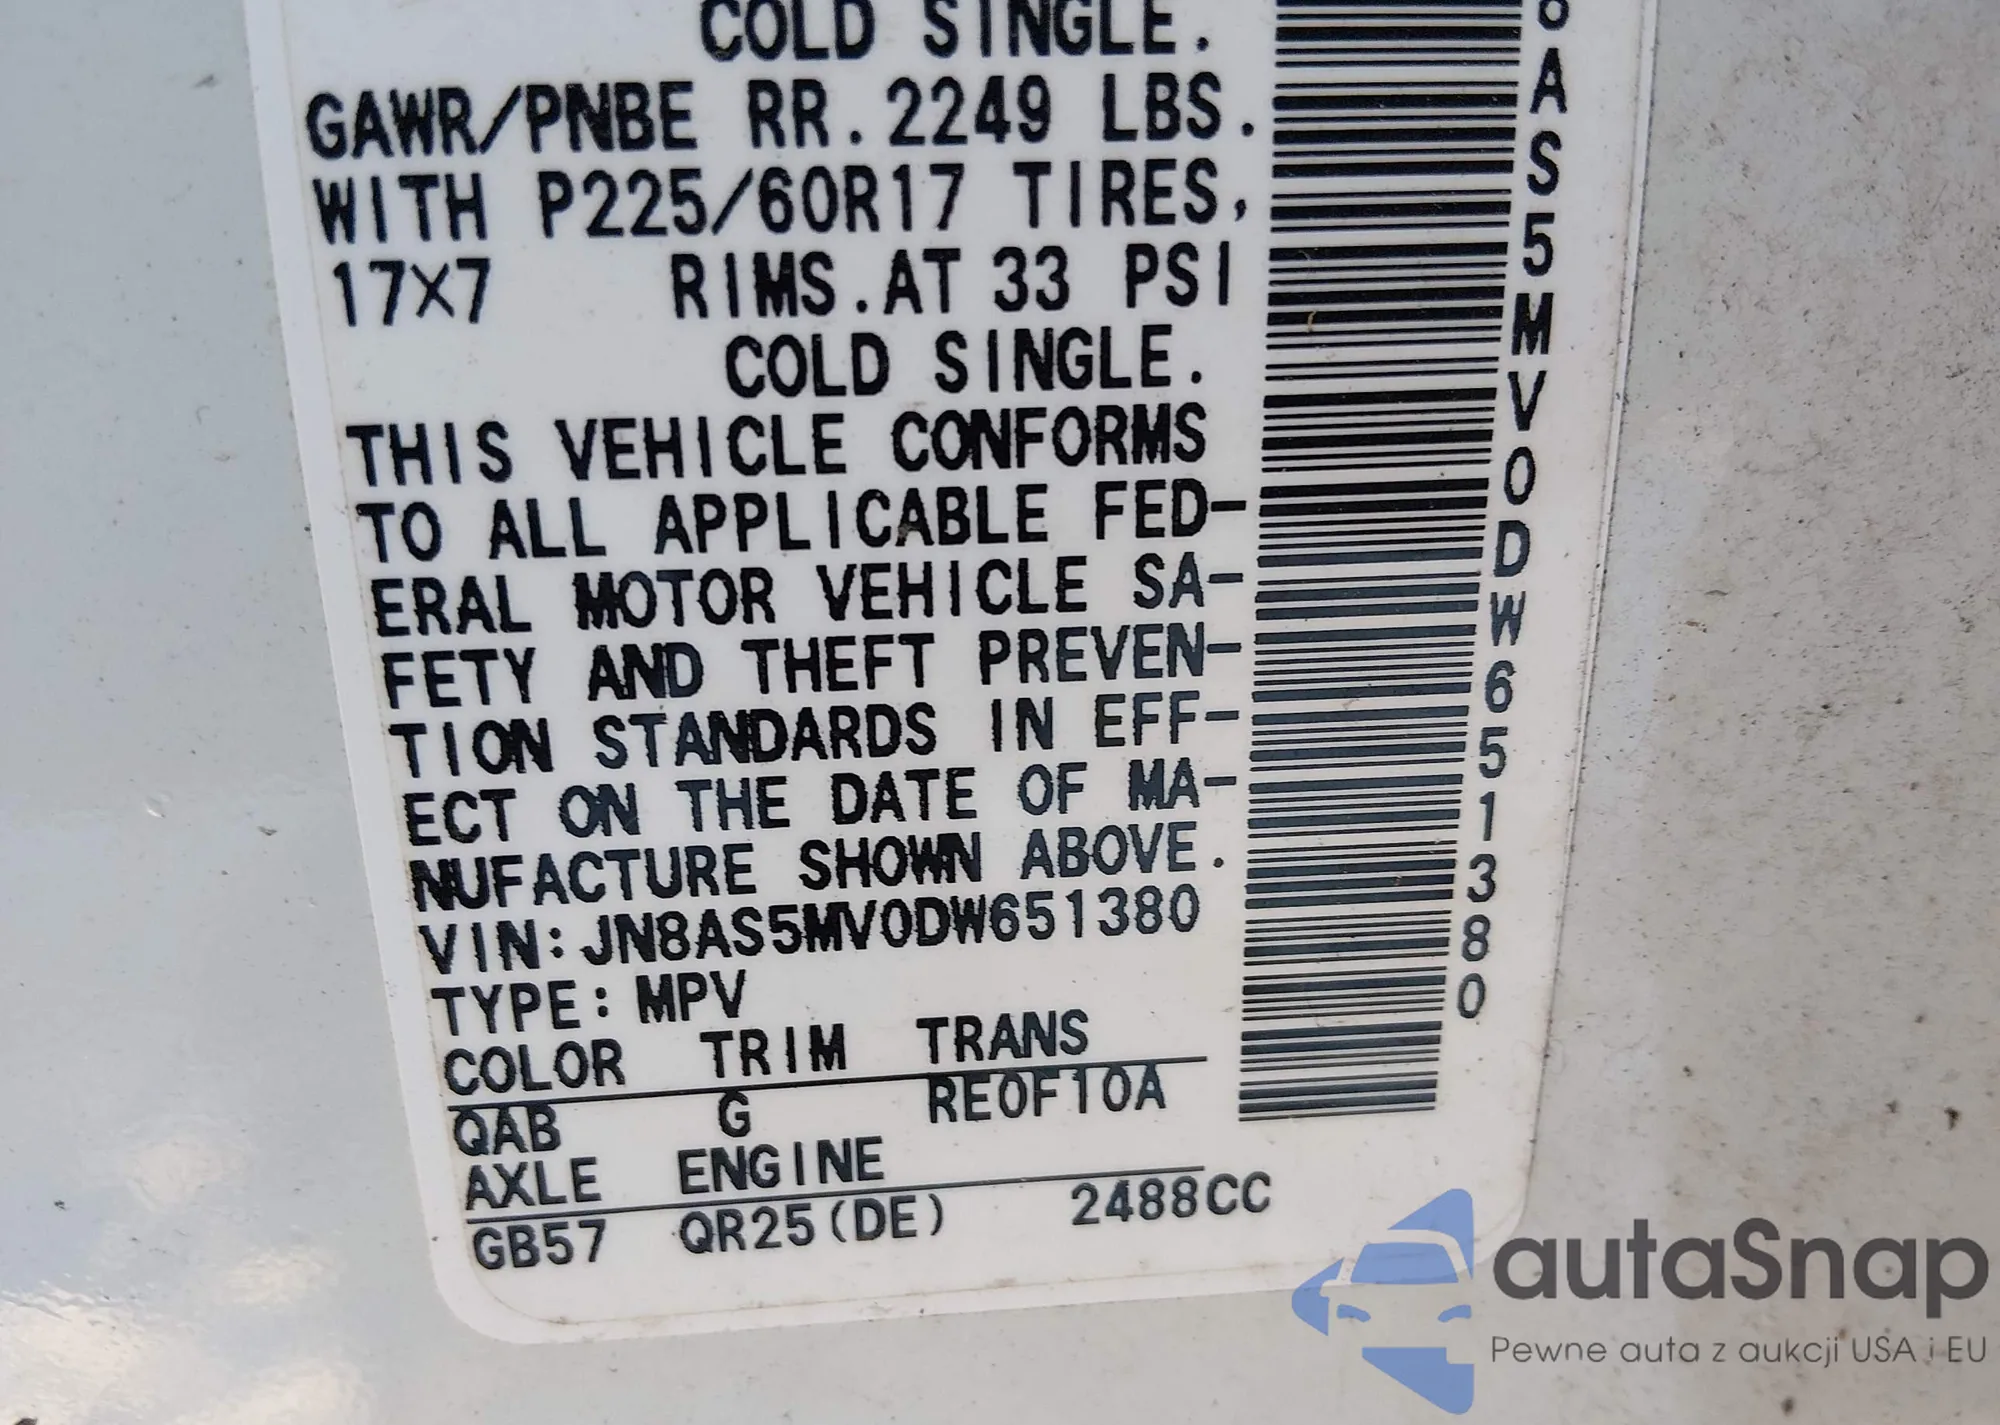 COLD SINGLE.
GAWR/PNBE RR. 2249 LBS.
WITH P225/60R17 TIRES,
17X7 RIMS. AT 33 PSI
COLD SINGLE.
THIS VEHICLE CONFORMS
TO ALL APPLICABLE FED-
ERAL MOTOR VEHICLE SA-
FETY AND THEFT PREVEN-
TION STANDARDS IN EFF-
ECT ON THE DATE OF MA-
NUFACTURE SHOWN ABOVE.
VIN: JN8AS5MV0DW651380
TYPE: MPV
COLOR TRIM TRANS
QAB G RE0F10A
AXLE ENGINE
GB57 QR25(DE) 2488CC
8AS5MV0DW651380
autaSnap
Pewne auta z aukcji USA i EU